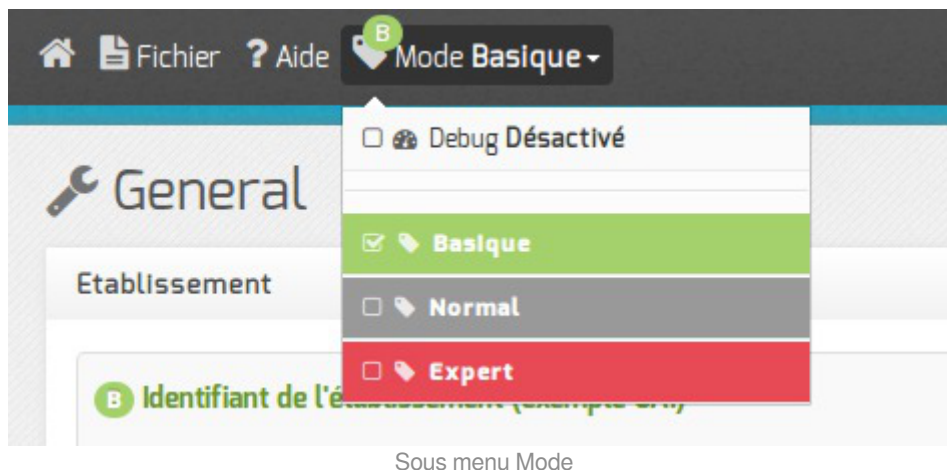 Fichier ? Aide B Mode Basique
Debug Désactivé
General
Basique
Etablissement
Normal
Expert
B Identifiant de l'é
Sous menu Mode